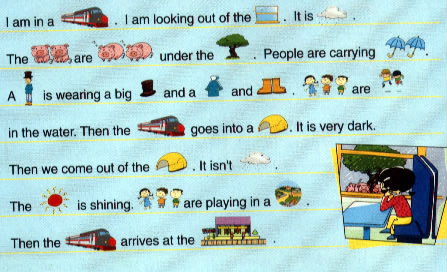 I am in a . I am looking out of the . It is .
The are under the . People are carrying .
A is wearing a big and a and . are
in the water. Then the goes into a . It is very dark.
Then we come out of the . It isn't .
The is shining. are playing in a .
Then the arrives at the .